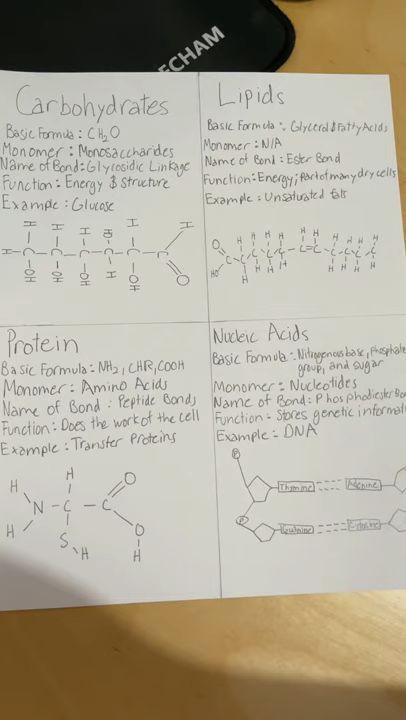 ECHAM
Carbohydrates
Basic Formula: CH₂O
Monomer: Monosaccharides
Name of Bond: Glycosidic Linkage
Function: Energy & Structure
Example: Glucose
Lipids
Basic Formula: Glycerol & Fatty Acids
Monomer: N/A
Name of Bond: Ester Bond
Function: Energy; Part of many dry cells
Example: Unsaturated fats
Protein
Basic Formula: NH₂, CHR, COOH
Monomer: Amino Acids
Name of Bond: Peptide Bonds
Function: Does the work of the cell
Example: Transfer Proteins
H
H
N - C - C
O
O
H
H
S
H
Nucleic Acids
Basic Formula: Nitrogenous base, Phosphate
group, and sugar
Monomer: Nucleotides
Name of Bond: Phosphodiester Bo
Function: Stores genetic informat
Example: DNA
P
Thymine Adenine
P